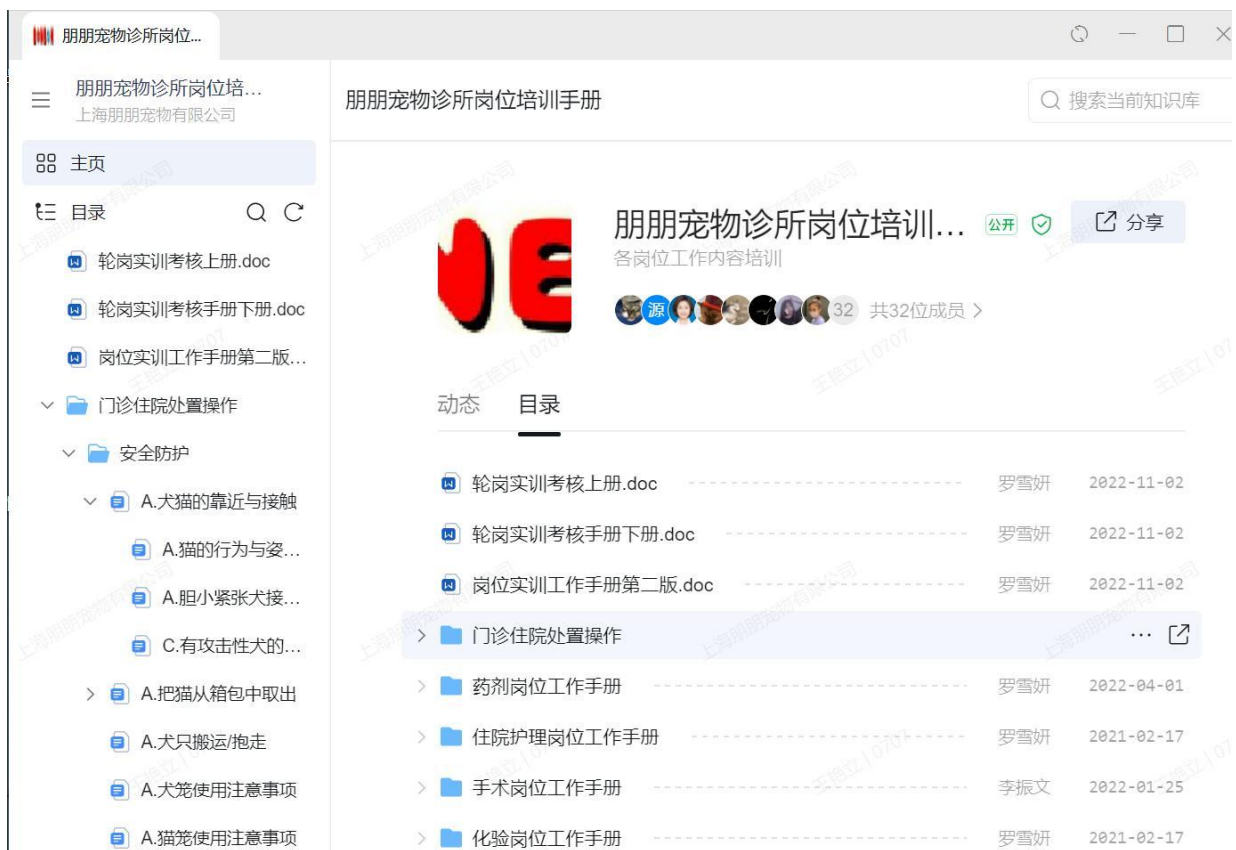 朋朋宠物诊所岗位...
朋朋宠物诊所岗位培...
上海朋朋宠物有限公司
朋朋宠物诊所岗位培训手册
搜索当前知识库
主页
目录
轮岗实训考核上册.doc
轮岗实训考核手册下册.doc
岗位实训工作手册第二版...
门诊住院处置操作
安全防护
A.犬猫的靠近与接触
A.猫的行为与姿...
A.胆小紧张犬接...
C.有攻击性犬的...
A.把猫从箱包中取出
A.犬只搬运/抱走
A.犬笼使用注意事项
A.猫笼使用注意事项
朋朋宠物诊所岗位培训... 公开 分享
各岗位工作内容培训
源 32 共32位成员
动态 目录
轮岗实训考核上册.doc 罗雪妍 2022-11-02
轮岗实训考核手册下册.doc 罗雪妍 2022-11-02
岗位实训工作手册第二版.doc 罗雪妍 2022-11-02
门诊住院处置操作 ...
药剂岗位工作手册 罗雪妍 2022-04-01
住院护理岗位工作手册 罗雪妍 2021-02-17
手术岗位工作手册 李振文 2022-01-25
化验岗位工作手册 罗雪妍 2021-02-17
上海朋朋宠物有限公司
王艳立 | 0707